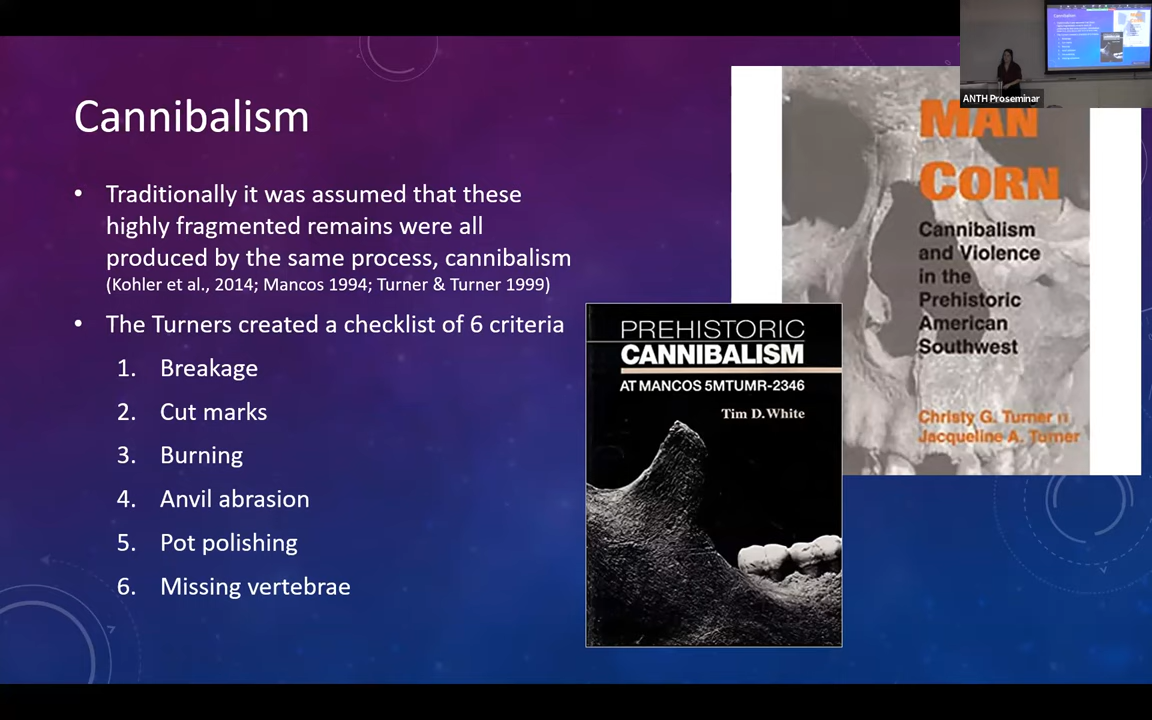 Cannibalism
• Traditionally it was assumed that these
highly fragmented remains were all
produced by the same process, cannibalism
(Kohler et al., 2014; Mancos 1994; Turner & Turner 1999)
• The Turners created a checklist of 6 criteria
1. Breakage
2. Cut marks
3. Burning
4. Anvil abrasion
5. Pot polishing
6. Missing vertebrae
PREHISTORIC
CANNIBALISM
AT MANCOS 5MTUMR-2346
Tim D. White
MAN
CORN
Cannibalism
and Violence
in the
Prehistoric
American
Southwest
Christy G. Turner II
Jacqueline A. Turner
ANTH Proseminar
Cannibalism